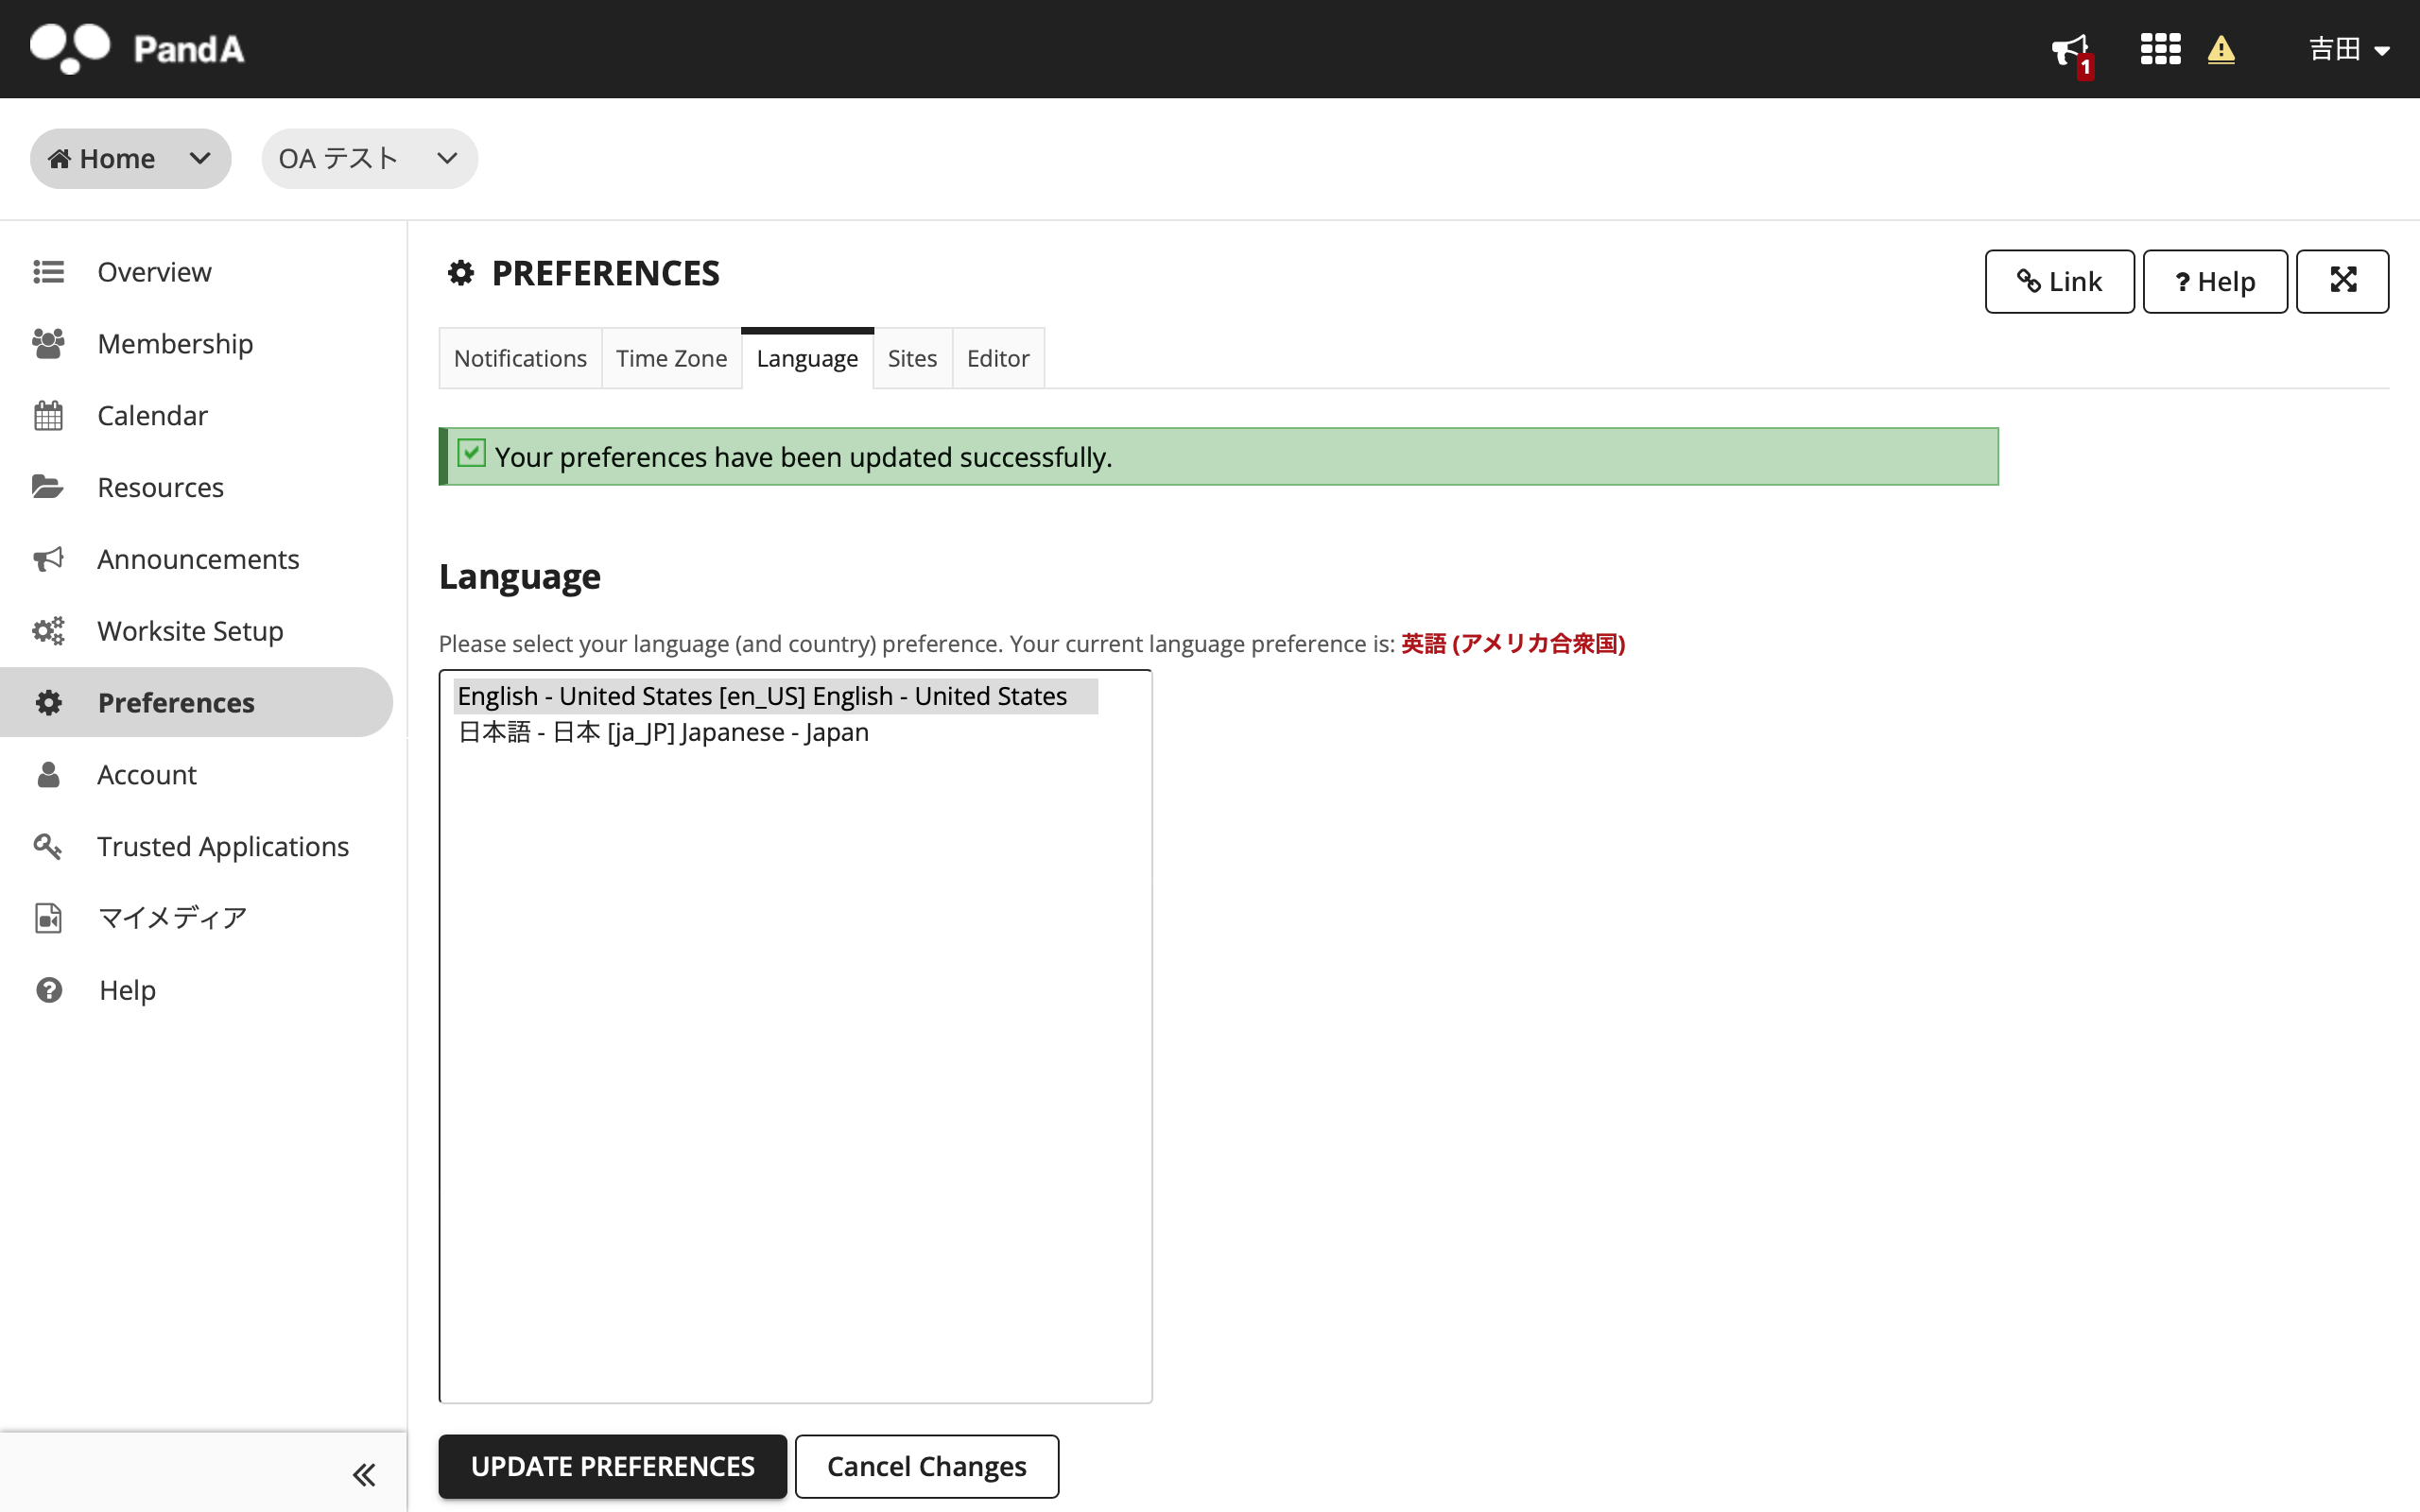 PandA
1
吉田
Home
OA テスト
Overview
Membership
Calendar
Resources
Announcements
Worksite Setup
Preferences
Account
Trusted Applications
マイメディア
Help
PREFERENCES
Link
? Help
Notifications
Time Zone
Language
Sites
Editor
Your preferences have been updated successfully.
Language
Please select your language (and country) preference. Your current language preference is: 英語 (アメリカ合衆国)
English - United States [en_US] English - United States
日本語 - 日本 [ja_JP] Japanese - Japan
UPDATE PREFERENCES
Cancel Changes